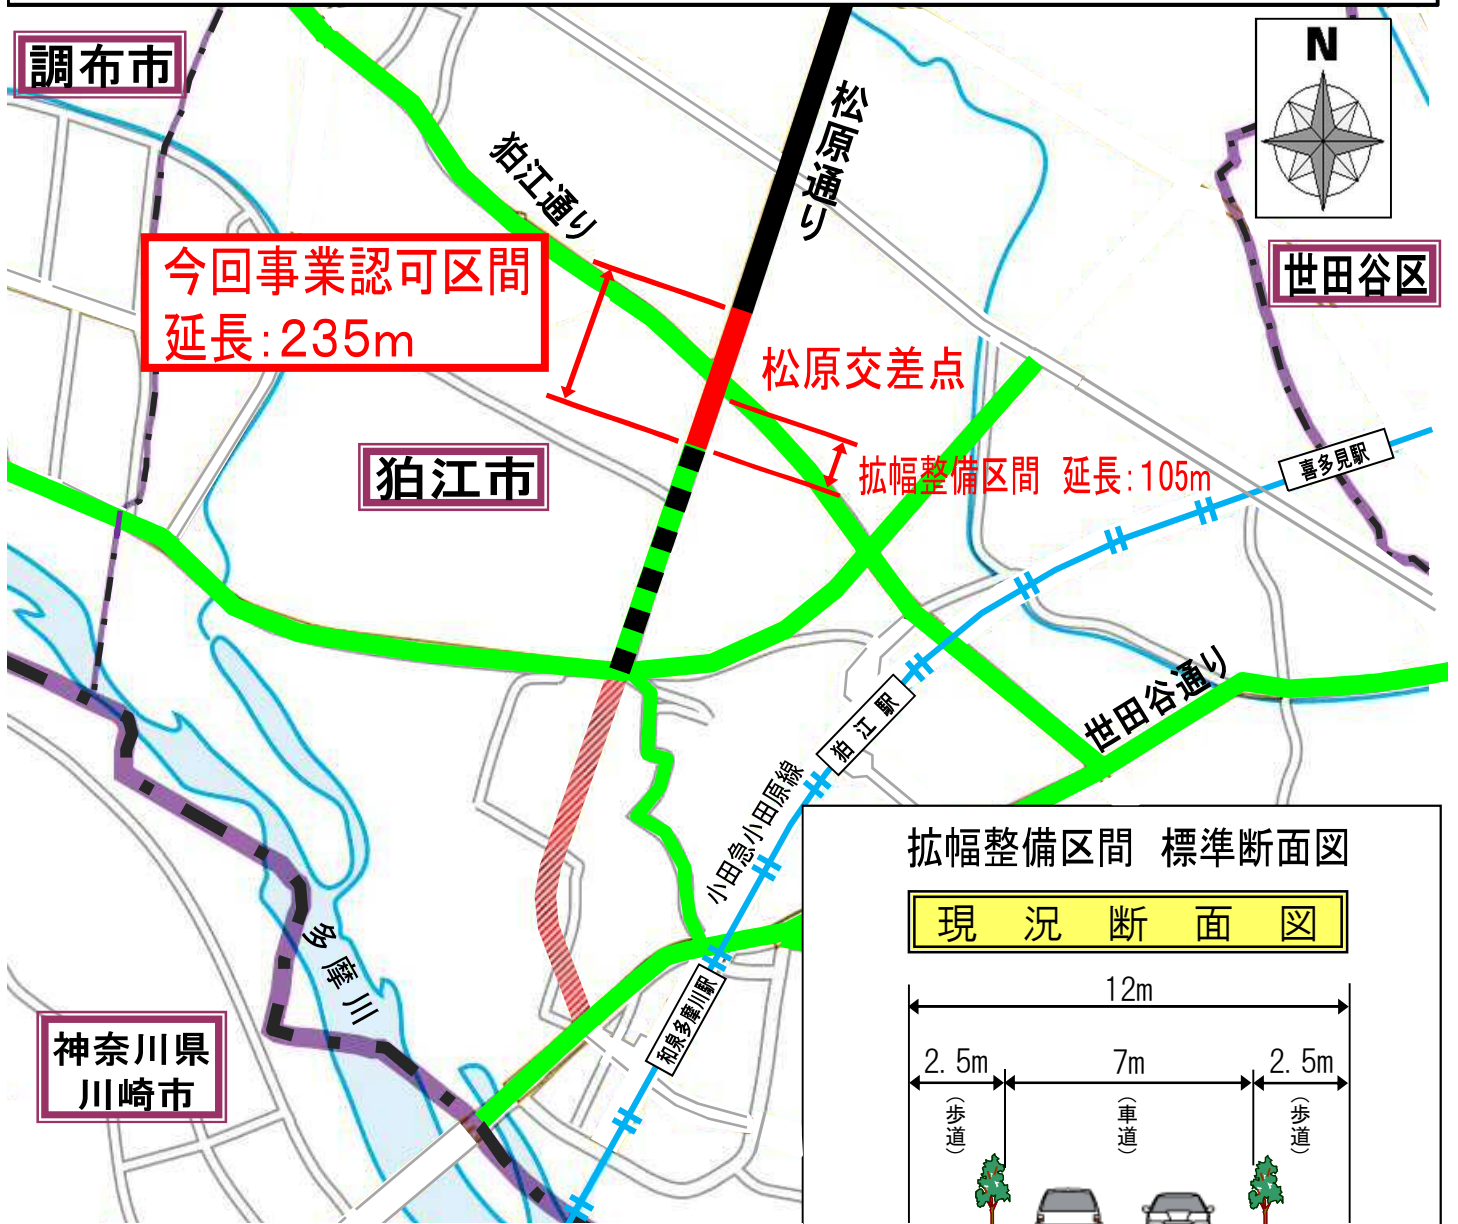 調布市
N
松原通り
狛江通り
今回事業認可区間
延長:235m
世田谷区
松原交差点
狛江市
拡幅整備区間 延長:105m
喜多見駅
世田谷通り
狛江駅
小田急小田原線
多摩川
和泉多摩川駅
神奈川県
川崎市
拡幅整備区間 標準断面図
現況断面図
12m
2.5m 7m 2.5m
(歩道) (車道) (歩道)